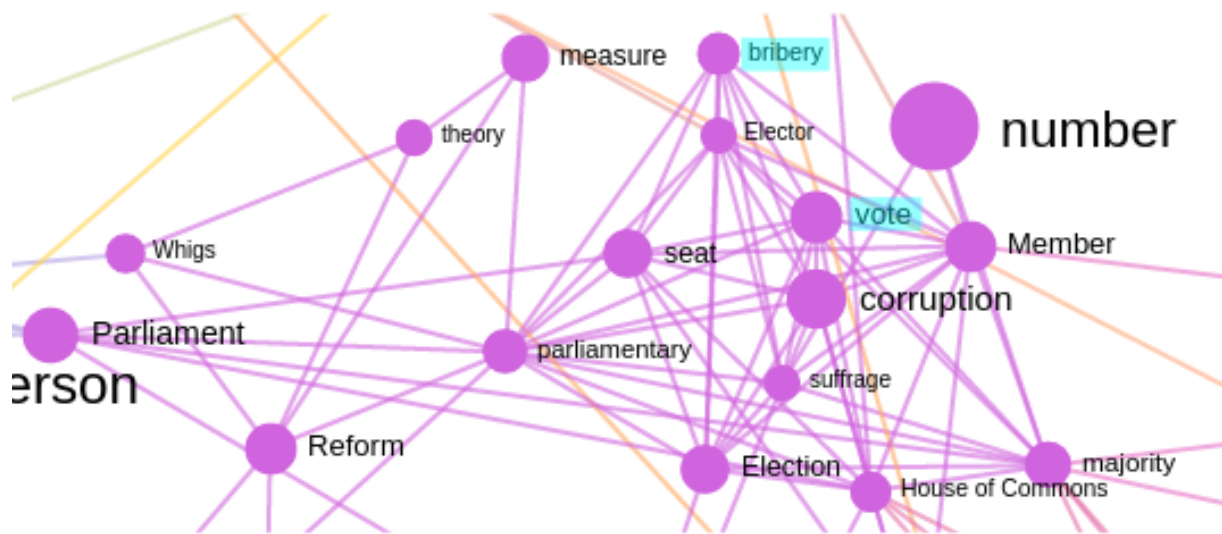 measure
bribery
theory
Elector
number
vote
Whigs
seat
Member
corruption
Parliament
parliamentary
erson
suffrage
Reform
Election
majority
House of Commons